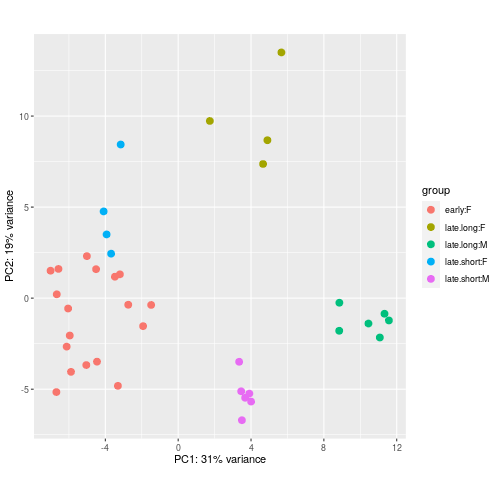 10
5
0
-5
-4
0
4
8
12
PC1: 31% variance
PC2: 19% variance
group
early:F
late.long:F
late.long:M
late.short:F
late.short:M